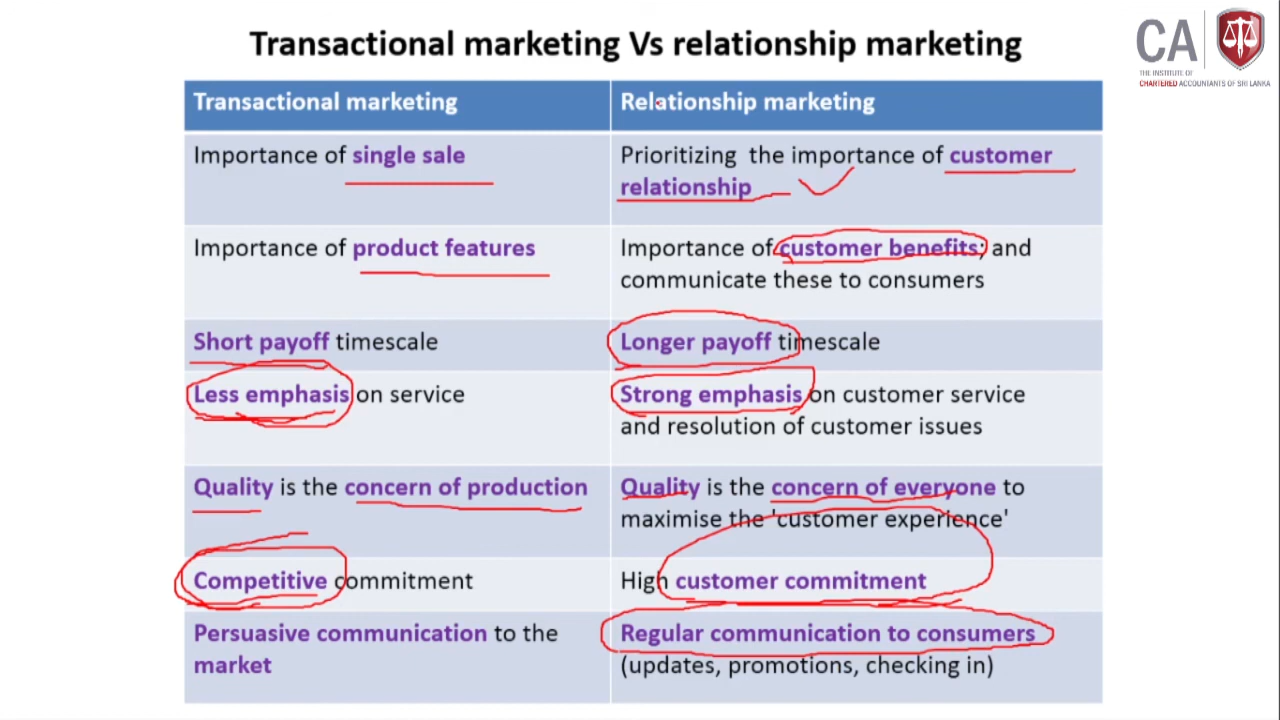 Transactional marketing Vs relationship marketing
CA
THE INSTITUTE OF
CHARTERED ACCOUNTANTS OF SRI LANKA
Transactional marketing
Relationship marketing
Importance of single sale
Prioritizing the importance of customer
relationship
Importance of product features
Importance of customer benefits; and
communicate these to consumers
Short payoff timescale
Longer payoff timescale
Less emphasis on service
Strong emphasis on customer service
and resolution of customer issues
Quality is the concern of production
Quality is the concern of everyone to
maximise the 'customer experience'
Competitive commitment
High customer commitment
Persuasive communication to the
market
Regular communication to consumers
(updates, promotions, checking in)